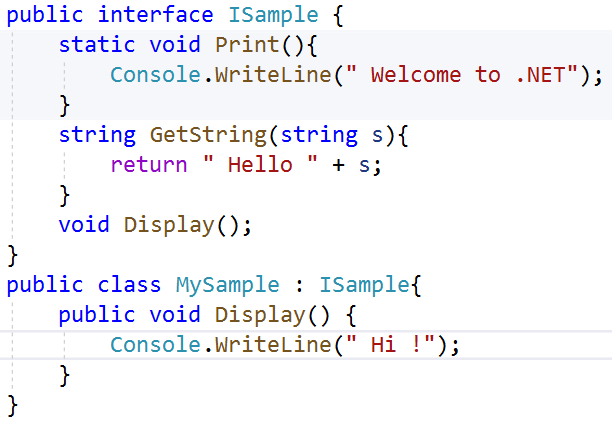 public interface ISample {
    static void Print(){
        Console.WriteLine(" Welcome to .NET");
    }
    string GetString(string s){
        return " Hello " + s;
    }
    void Display();
}
public class MySample : ISample{
    public void Display() {
        Console.WriteLine(" Hi !");
    }
}